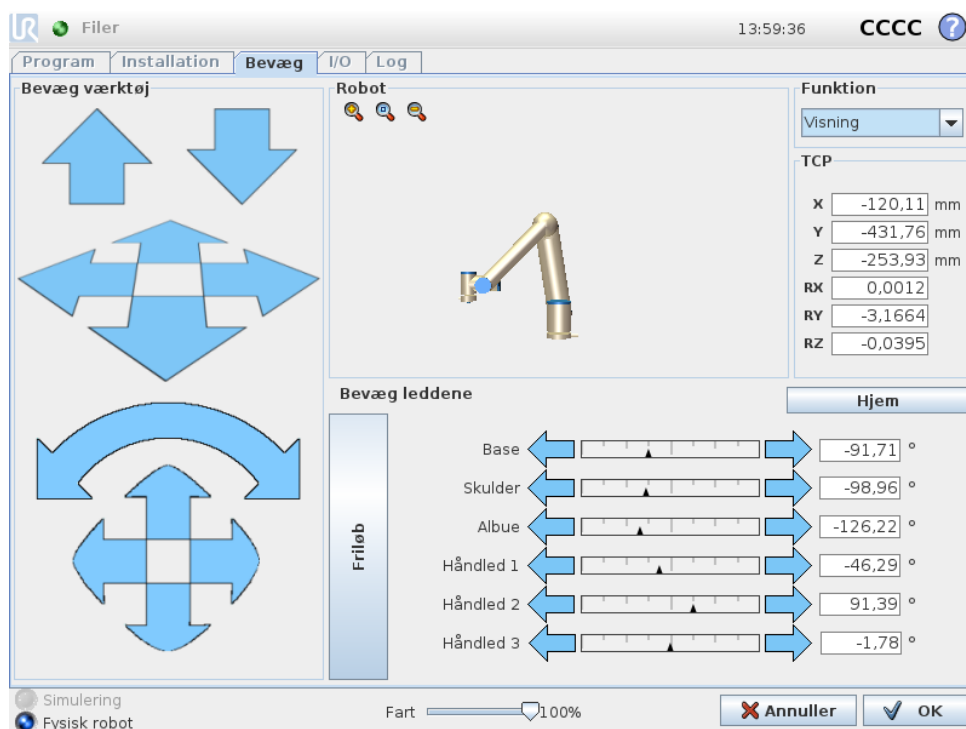 UR Filer 13:59:36 CCCC ?
Program Installation Bevæg I/O Log
Bevæg værktøj
Robot
Funktion
Visning
TCP
X -120,11 mm
Y -431,76 mm
Z -253,93 mm
RX 0,0012
RY -3,1664
RZ -0,0395
Bevæg leddene
Hjem
Friløb
Base -91,71 °
Skulder -98,96 °
Albue -126,22 °
Håndled 1 -46,29 °
Håndled 2 91,39 °
Håndled 3 -1,78 °
Simulering
Fysisk robot
Fart 100%
Annuller
OK